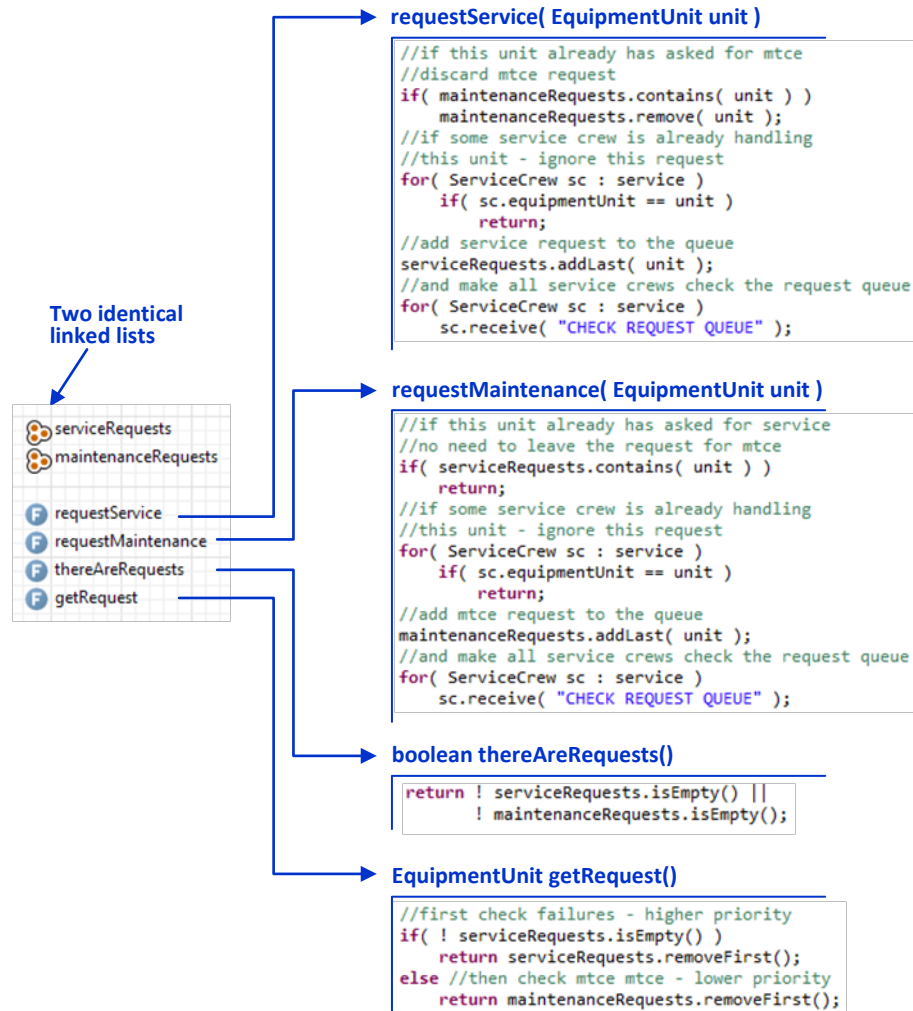 requestService( EquipmentUnit unit )
//if this unit already has asked for mtce
//discard mtce request
if( maintenanceRequests.contains( unit ) )
    maintenanceRequests.remove( unit );
//if some service crew is already handling
//this unit - ignore this request
for( ServiceCrew sc : service )
    if( sc.equipmentUnit == unit )
        return;
//add service request to the queue
serviceRequests.addLast( unit );
//and make all service crews check the request queue
for( ServiceCrew sc : service )
    sc.receive( "CHECK REQUEST QUEUE" );
Two identical
linked lists
serviceRequests
maintenanceRequests
requestService
requestMaintenance
thereAreRequests
getRequest
requestMaintenance( EquipmentUnit unit )
//if this unit already has asked for service
//no need to leave the request for mtce
if( serviceRequests.contains( unit ) )
    return;
//if some service crew is already handling
//this unit - ignore this request
for( ServiceCrew sc : service )
    if( sc.equipmentUnit == unit )
        return;
//add mtce request to the queue
maintenanceRequests.addLast( unit );
//and make all service crews check the request queue
for( ServiceCrew sc : service )
    sc.receive( "CHECK REQUEST QUEUE" );
boolean thereAreRequests()
return ! serviceRequests.isEmpty() ||
       ! maintenanceRequests.isEmpty();
EquipmentUnit getRequest()
//first check failures - higher priority
if( ! serviceRequests.isEmpty() )
    return serviceRequests.removeFirst();
else //then check mtce mtce - lower priority
    return maintenanceRequests.removeFirst();